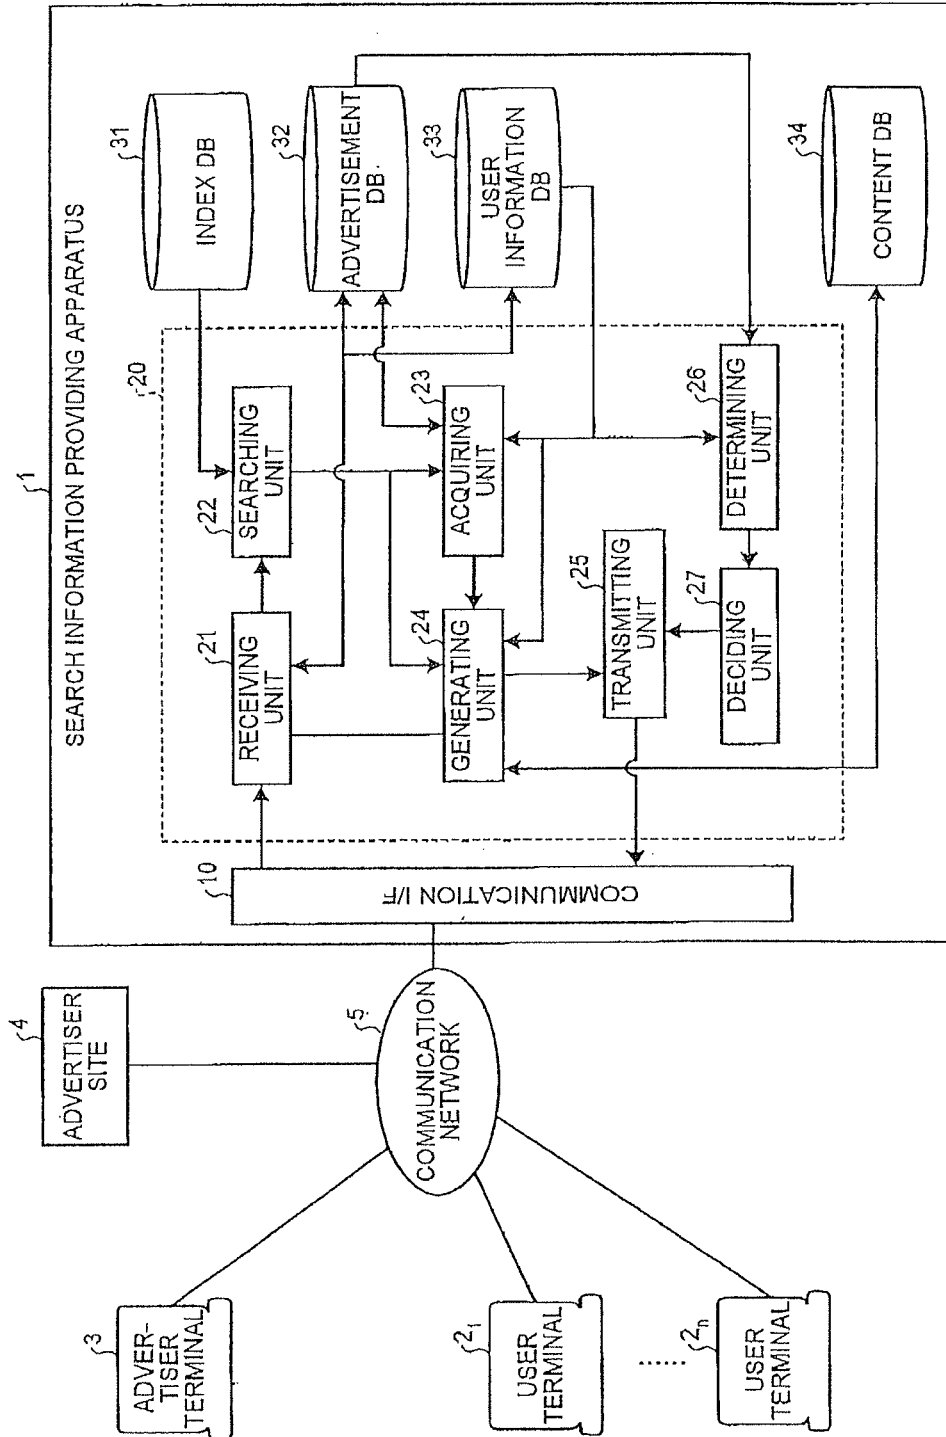 1
SEARCH INFORMATION PROVIDING APPARATUS
31
INDEX DB
32
ADVERTISEMENT
DB
33
USER
INFORMATION
DB
34
CONTENT DB
20
22
SEARCHING
UNIT
23
ACQUIRING
UNIT
26
DETERMINING
UNIT
21
RECEIVING
UNIT
24
GENERATING
UNIT
25
TRANSMITTING
UNIT
27
DECIDING
UNIT
10
COMMUNICATION I/F
4
ADVERTISER
SITE
5
COMMUNICATION
NETWORK
3
ADVER-
TISER
TERMINAL
2₁
USER
TERMINAL
......
2ₙ
USER
TERMINAL